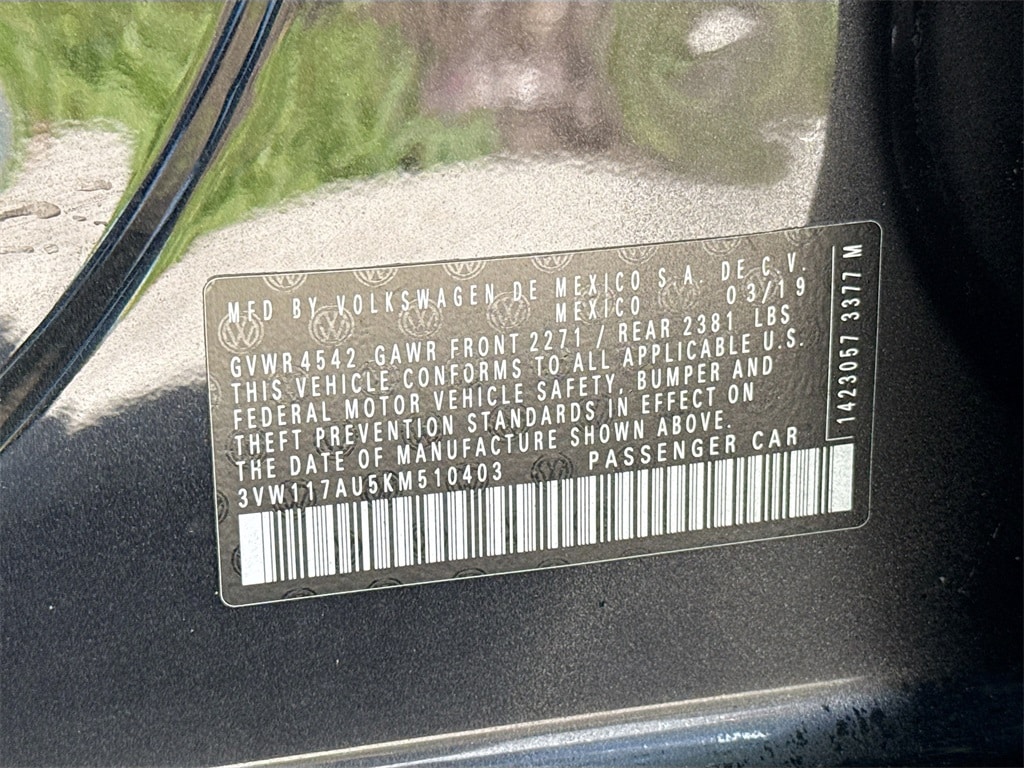 MFD BY VOLKSWAGEN DE MEXICO S.A. DE C.V.
MEXICO 03/19
GVWR 4542 GAWR FRONT 2271 / REAR 2381 LBS
THIS VEHICLE CONFORMS TO ALL APPLICABLE U.S.
FEDERAL MOTOR VEHICLE SAFETY, BUMPER AND
THEFT PREVENTION STANDARDS IN EFFECT ON
THE DATE OF MANUFACTURE SHOWN ABOVE.
3VW117AU5KM510403 PASSENGER CAR
1423057 3377 M